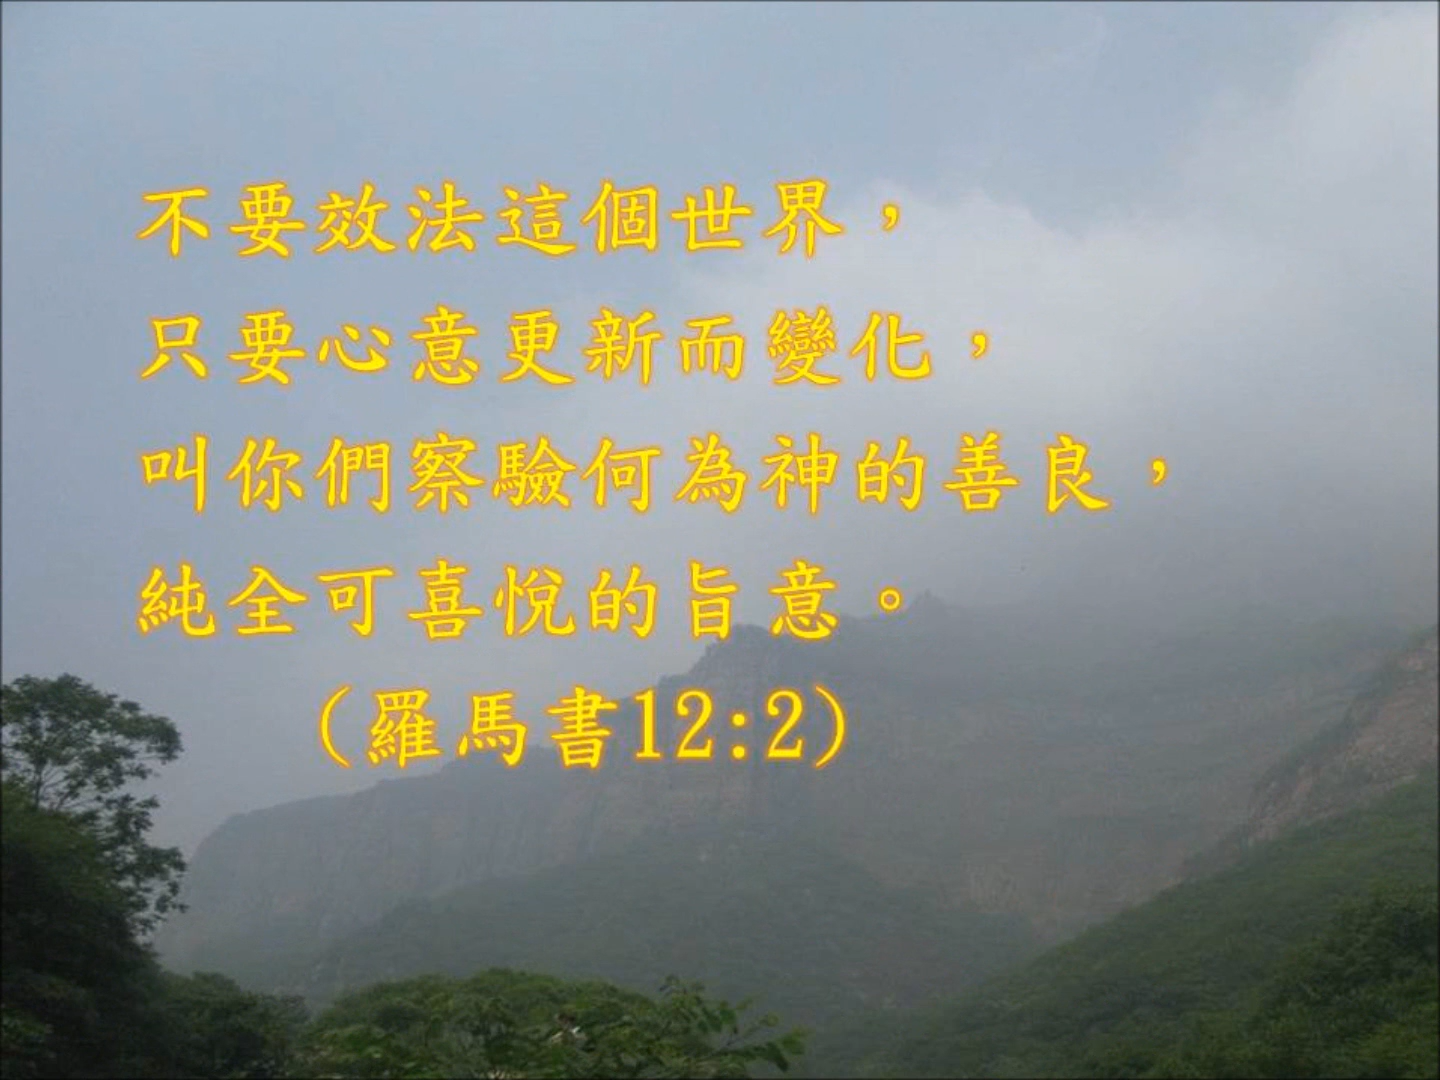 不要效法這個世界，
只要心意更新而變化，
叫你們察驗何為神的善良，
純全可喜悅的旨意。
(羅馬書12:2)